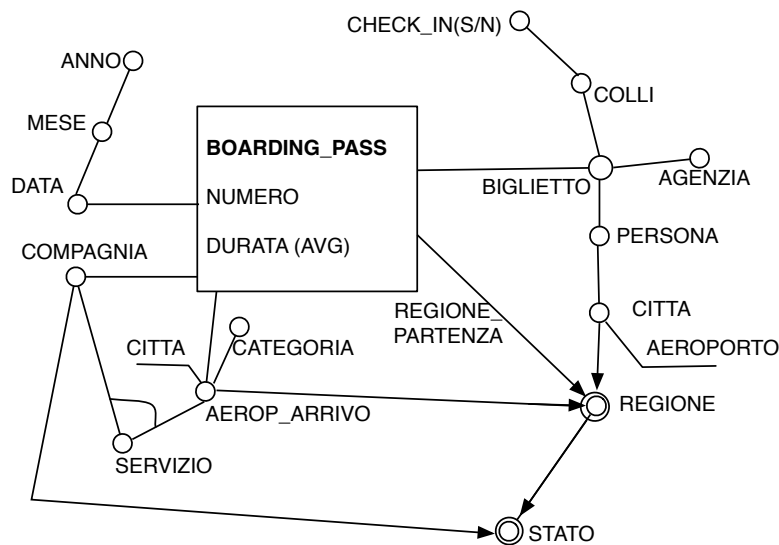 CHECK_IN(S/N)
ANNO
COLLI
MESE
BOARDING_PASS
DATA
NUMERO
BIGLIETTO
AGENZIA
COMPAGNIA
DURATA (AVG)
PERSONA
REGIONE_
PARTENZA
CITTA
CITTA
CATEGORIA
AEROPORTO
AEROP_ARRIVO
REGIONE
SERVIZIO
STATO